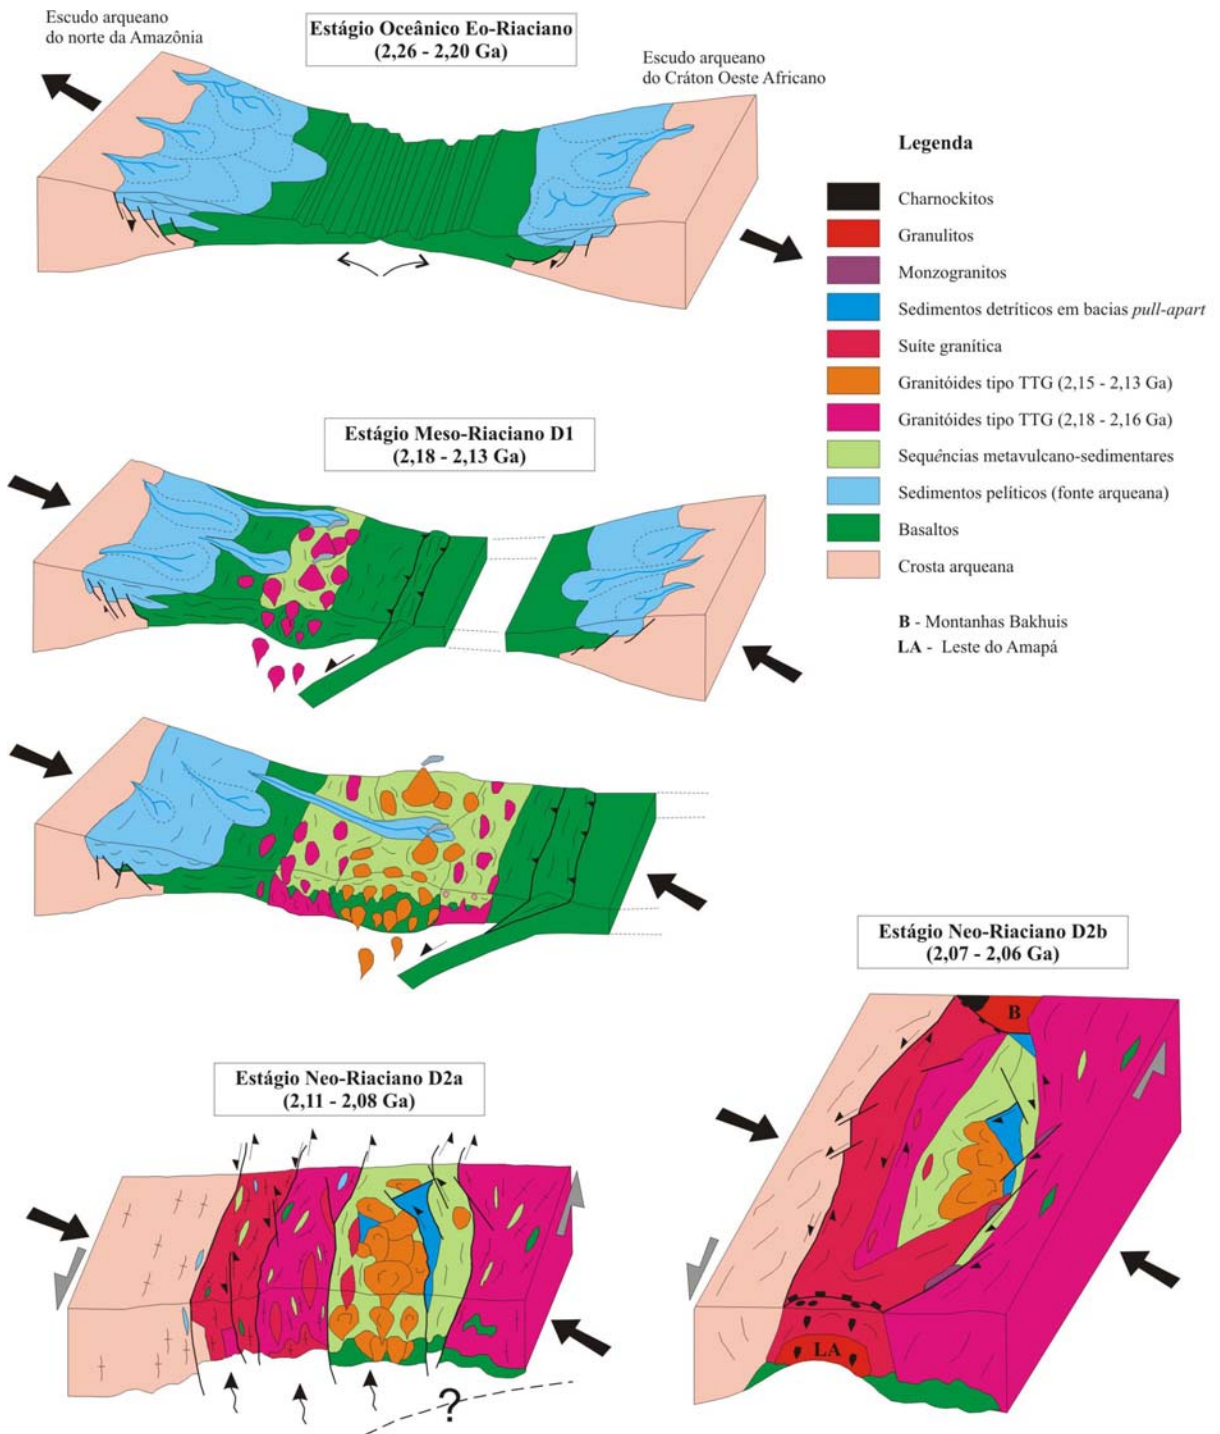 Escudo arqueano
do norte da Amazônia
Estágio Oceânico Eo-Riaciano
(2,26 - 2,20 Ga)
Escudo arqueano
do Cráton Oeste Africano
Legenda
Charnockitos
Granulitos
Monzogranitos
Sedimentos detríticos em bacias pull-apart
Suíte granítica
Granitóides tipo TTG (2,15 - 2,13 Ga)
Granitóides tipo TTG (2,18 - 2,16 Ga)
Sequências metavulcano-sedimentares
Sedimentos pelíticos (fonte arqueana)
Basaltos
Crosta arqueana
B - Montanhas Bakhuis
LA - Leste do Amapá
Estágio Meso-Riaciano D1
(2,18 - 2,13 Ga)
Estágio Neo-Riaciano D2b
(2,07 - 2,06 Ga)
B
LA
Estágio Neo-Riaciano D2a
(2,11 - 2,08 Ga)
?